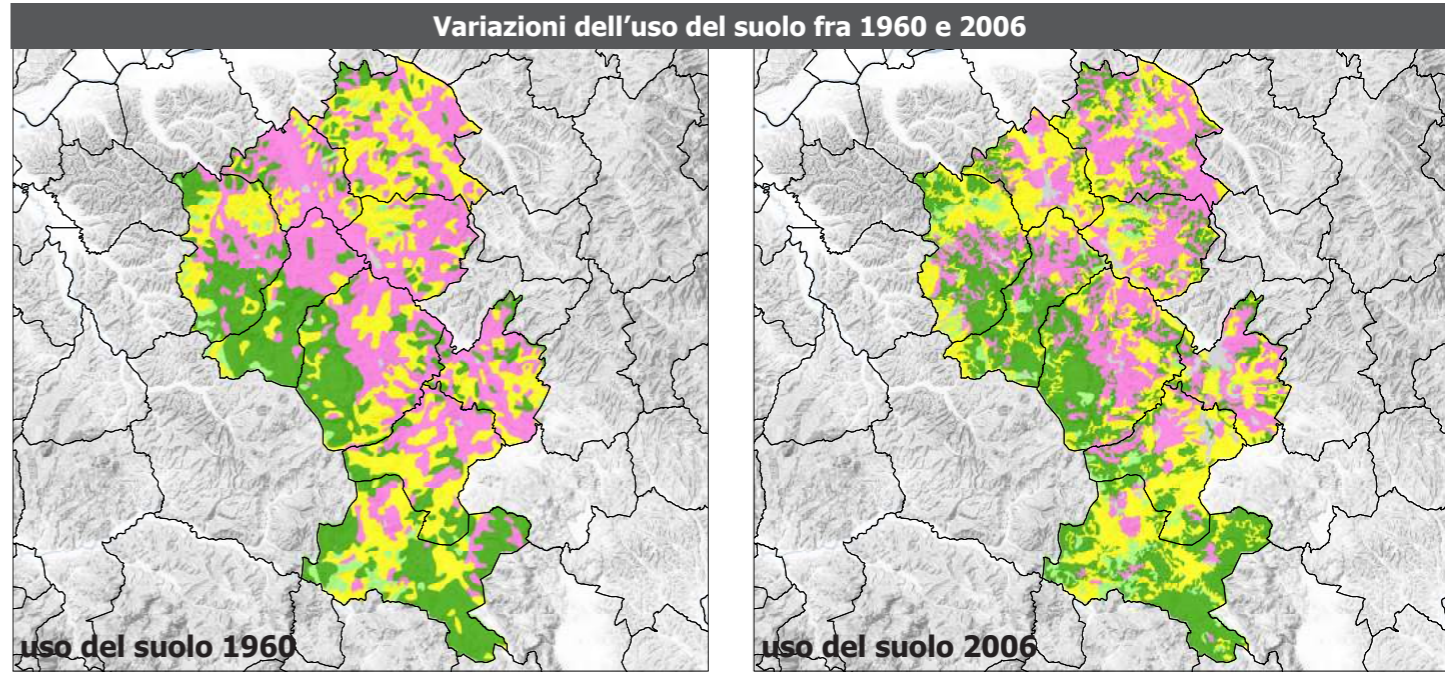 Variazioni dell'uso del suolo fra 1960 e 2006
uso del suolo 1960
uso del suolo 2006